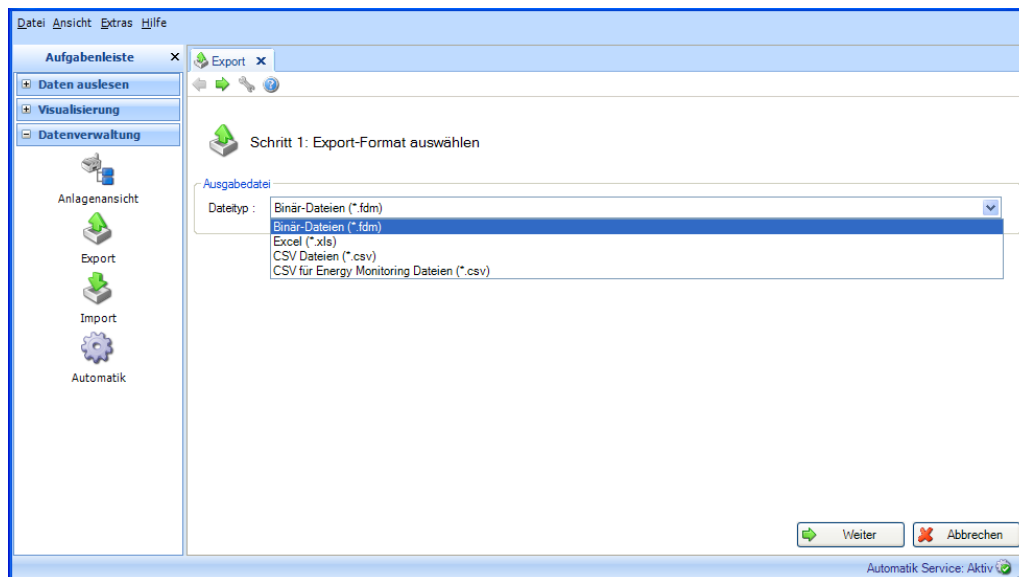 Datei Ansicht Extras Hilfe
Aufgabenleiste
Daten auslesen
Visualisierung
Datenverwaltung
Anlagenansicht
Export
Import
Automatik
Export
Schritt 1: Export-Format auswählen
Ausgabedatei
Dateityp : Binär-Dateien (*.fdm)
Binär-Dateien (*.fdm)
Excel (*.xls)
CSV Dateien (*.csv)
CSV für Energy Monitoring Dateien (*.csv)
Weiter Abbrechen
Automatik Service: Aktiv